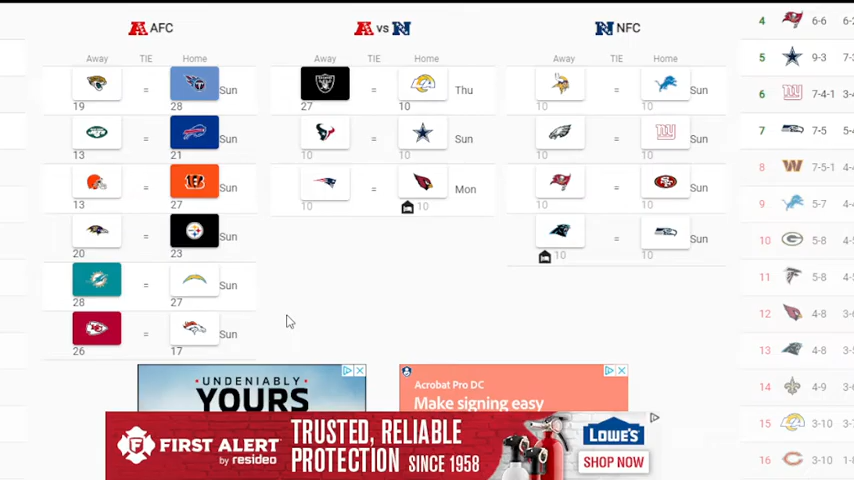 AFC
A vs N
NFC
Away TIE Home
Away TIE Home
Away TIE Home
= Sun
19 28
= Sun
13 21
= Sun
13 27
= Sun
20 23
= Sun
28 27
= Sun
26 17
= Thu
27 10
= Sun
10 10
= Mon
10 10
= Sun
10 10
= Sun
10 10
= Sun
10 10
= Sun
10 10
4 6-6
5 9-3
6 7-4-1
7 7-5
8 7-5-1
9 5-7
10 5-8
11 5-8
12 4-8
13 4-8
14 4-9
15 3-10
16 3-10
UNDENIABLY
YOURS
Acrobat Pro DC
Make signing easy
FIRST ALERT
by resideo
TRUSTED, RELIABLE
PROTECTION SINCE 1958
LOWE'S
SHOP NOW